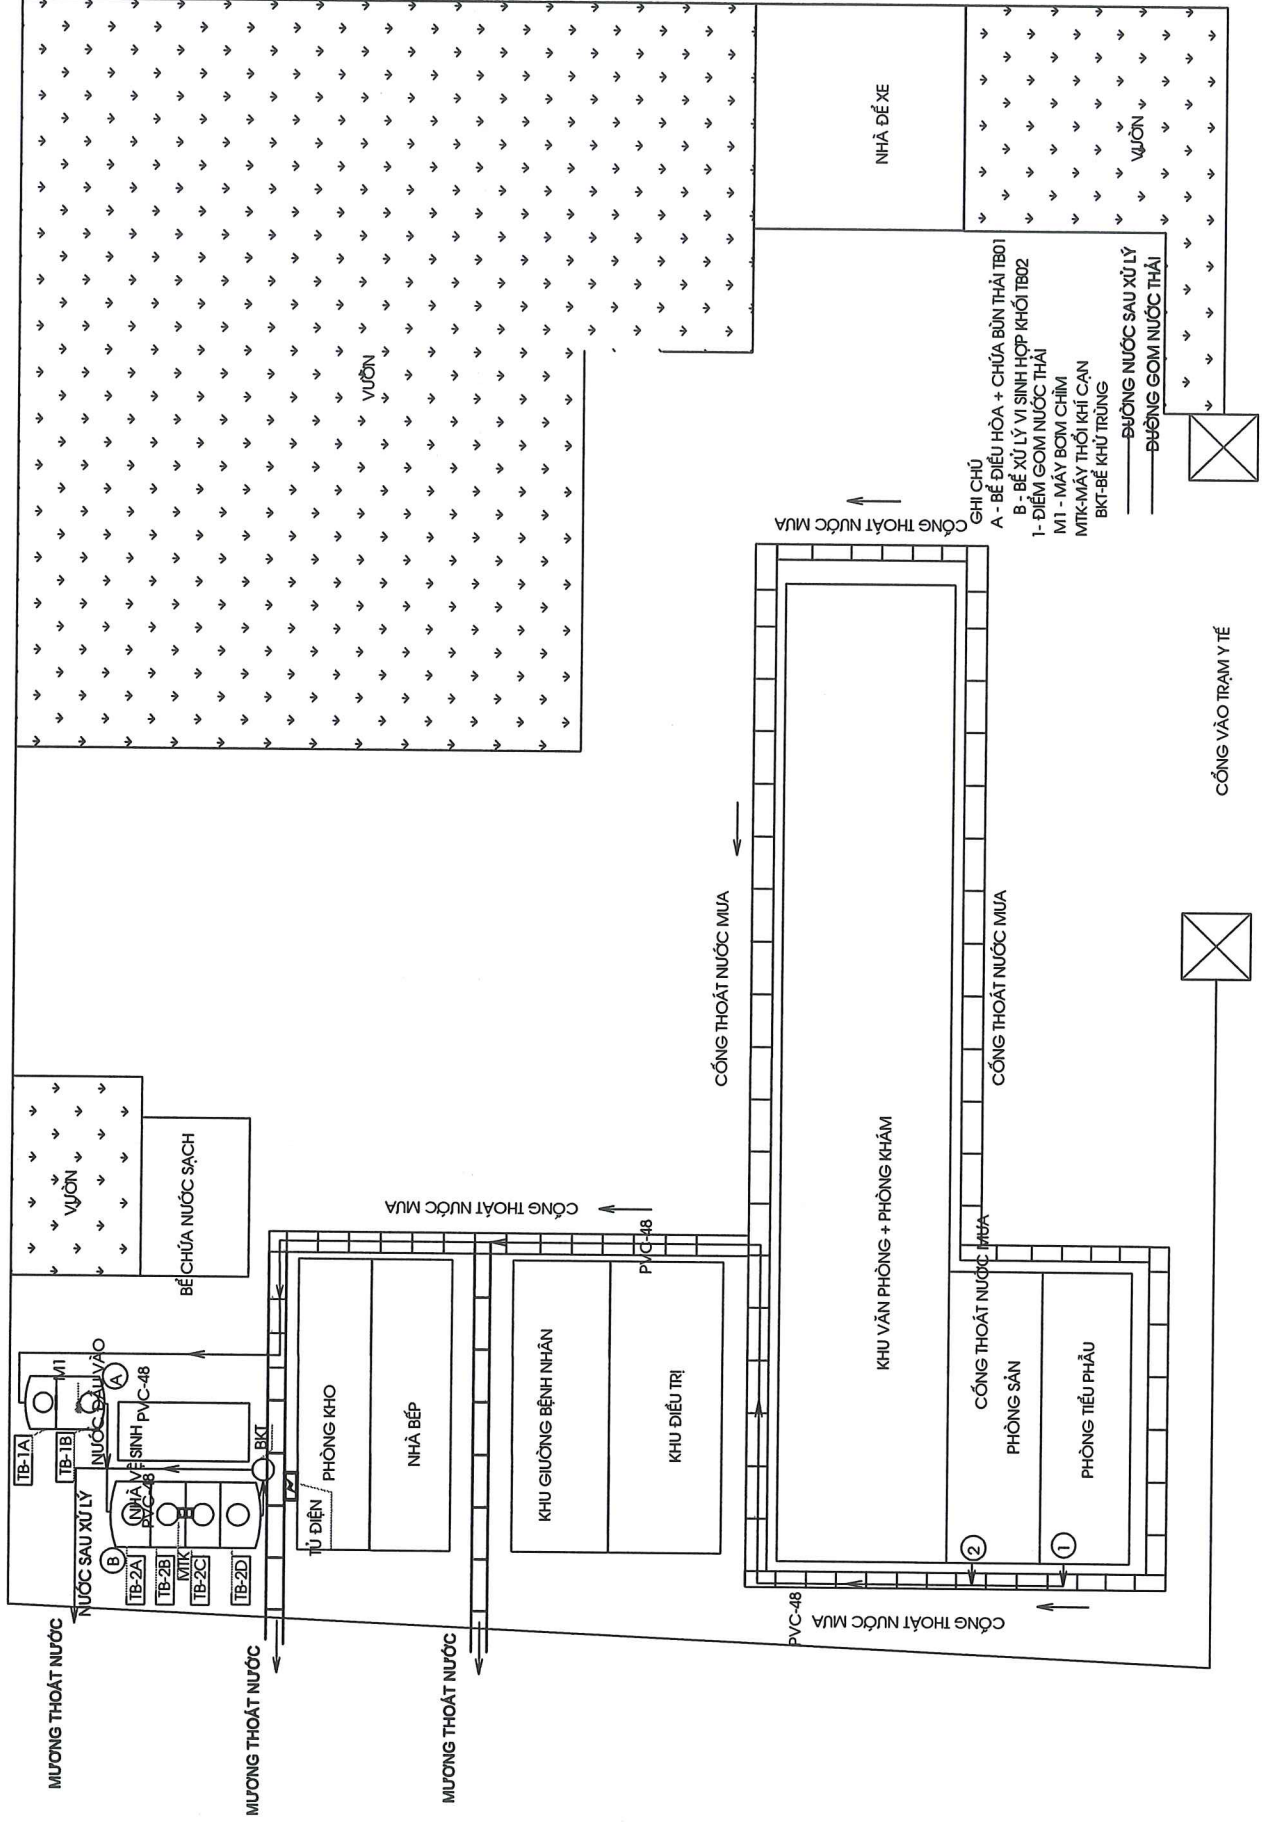 MƯƠNG THOÁT NƯỚC
MƯƠNG THOÁT NƯỚC
MƯƠNG THOÁT NƯỚC
NƯỚC SAU XỬ LÝ
TB-1A
TB-1B
M1
NƯỚC ĐẦU VÀO
A
NHÀ VỆ SINH
PVC-48
PVC-48
B
TB-2A
TB-2B
MTK
TB-2C
TB-2D
BKT
TỦ ĐIỆN
VƯỜN
BỂ CHỨA NƯỚC SẠCH
PHÒNG KHO
NHÀ BẾP
CỐNG THOÁT NƯỚC MƯA
PVC-48
KHU GIƯỜNG BỆNH NHÂN
KHU ĐIỀU TRỊ
VƯỜN
NHÀ ĐỂ XE
VƯỜN
CỐNG THOÁT NƯỚC MƯA
CỐNG THOÁT NƯỚC MƯA
CỐNG THOÁT NƯỚC MƯA
KHU VĂN PHÒNG + PHÒNG KHÁM
CỐNG THOÁT NƯỚC MƯA
PHÒNG SẢN
PHÒNG TIỂU PHẪU
2
1
PVC-48
CỐNG THOÁT NƯỚC MƯA
GHI CHÚ
A - BỂ ĐIỀU HÒA + CHỨA BÙN THẢI TB01
B - BỂ XỬ LÝ VI SINH HỢP KHỐI TB02
1- ĐIỂM GOM NƯỚC THẢI
M1 - MÁY BƠM CHÌM
MTK-MÁY THỔI KHÍ CẠN
BKT-BỂ KHỬ TRÙNG
ĐƯỜNG NƯỚC SAU XỬ LÝ
ĐƯỜNG GOM NƯỚC THẢI
CỔNG VÀO TRẠM Y TẾ